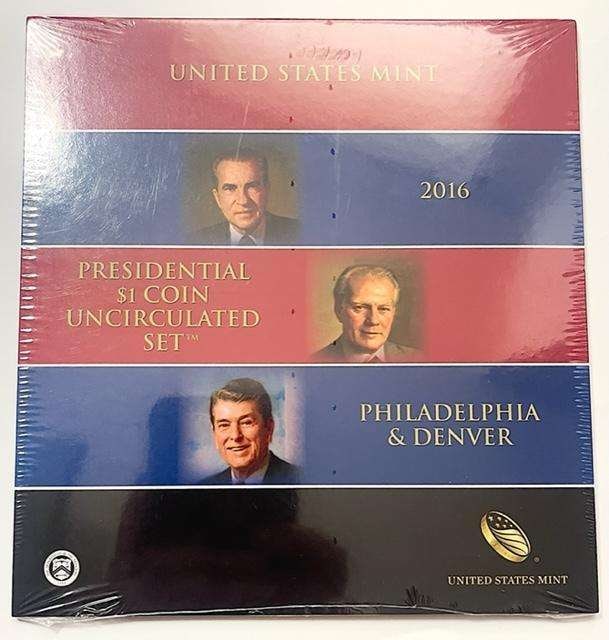 UNITED STATES MINT
2016
PRESIDENTIAL
$1 COIN
UNCIRCULATED
SET™
PHILADELPHIA
& DENVER
UNITED STATES MINT